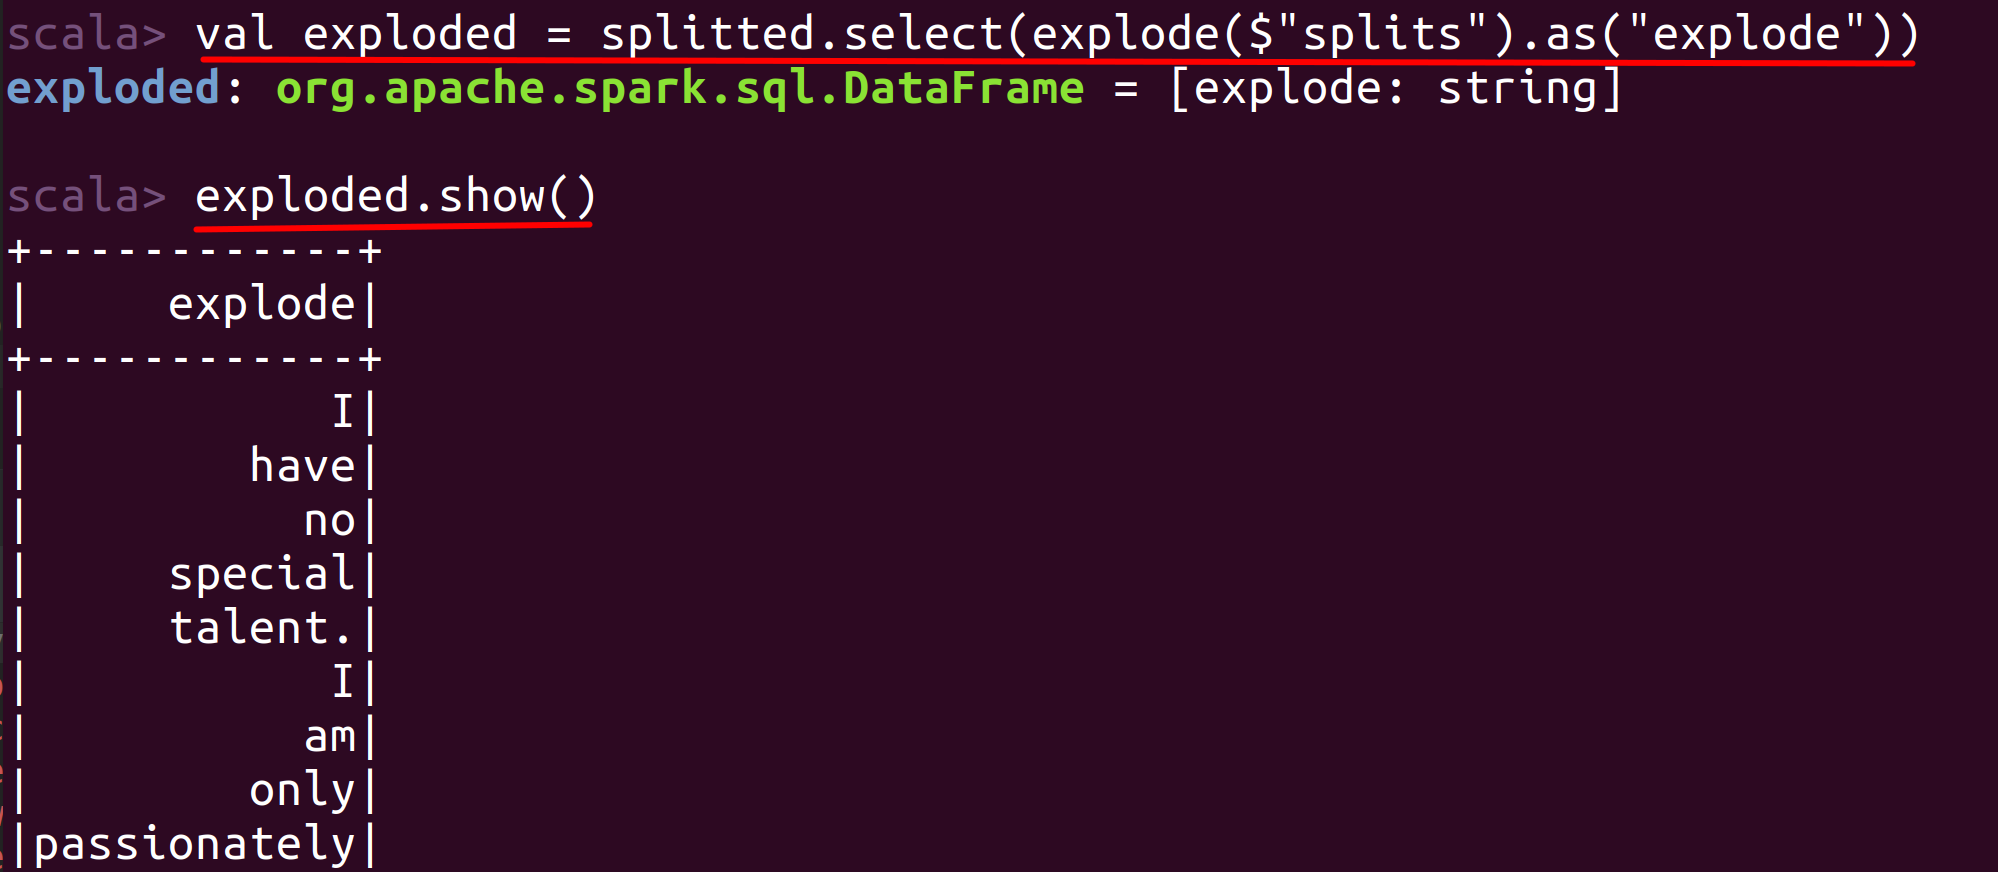 scala> val exploded = splitted.select(explode($"splits").as("explode"))
exploded: org.apache.spark.sql.DataFrame = [explode: string]
scala> exploded.show()
+------------+
|     explode|
+------------+
|           I|
|        have|
|          no|
|     special|
|     talent.|
|           I|
|          am|
|        only|
|passionately|